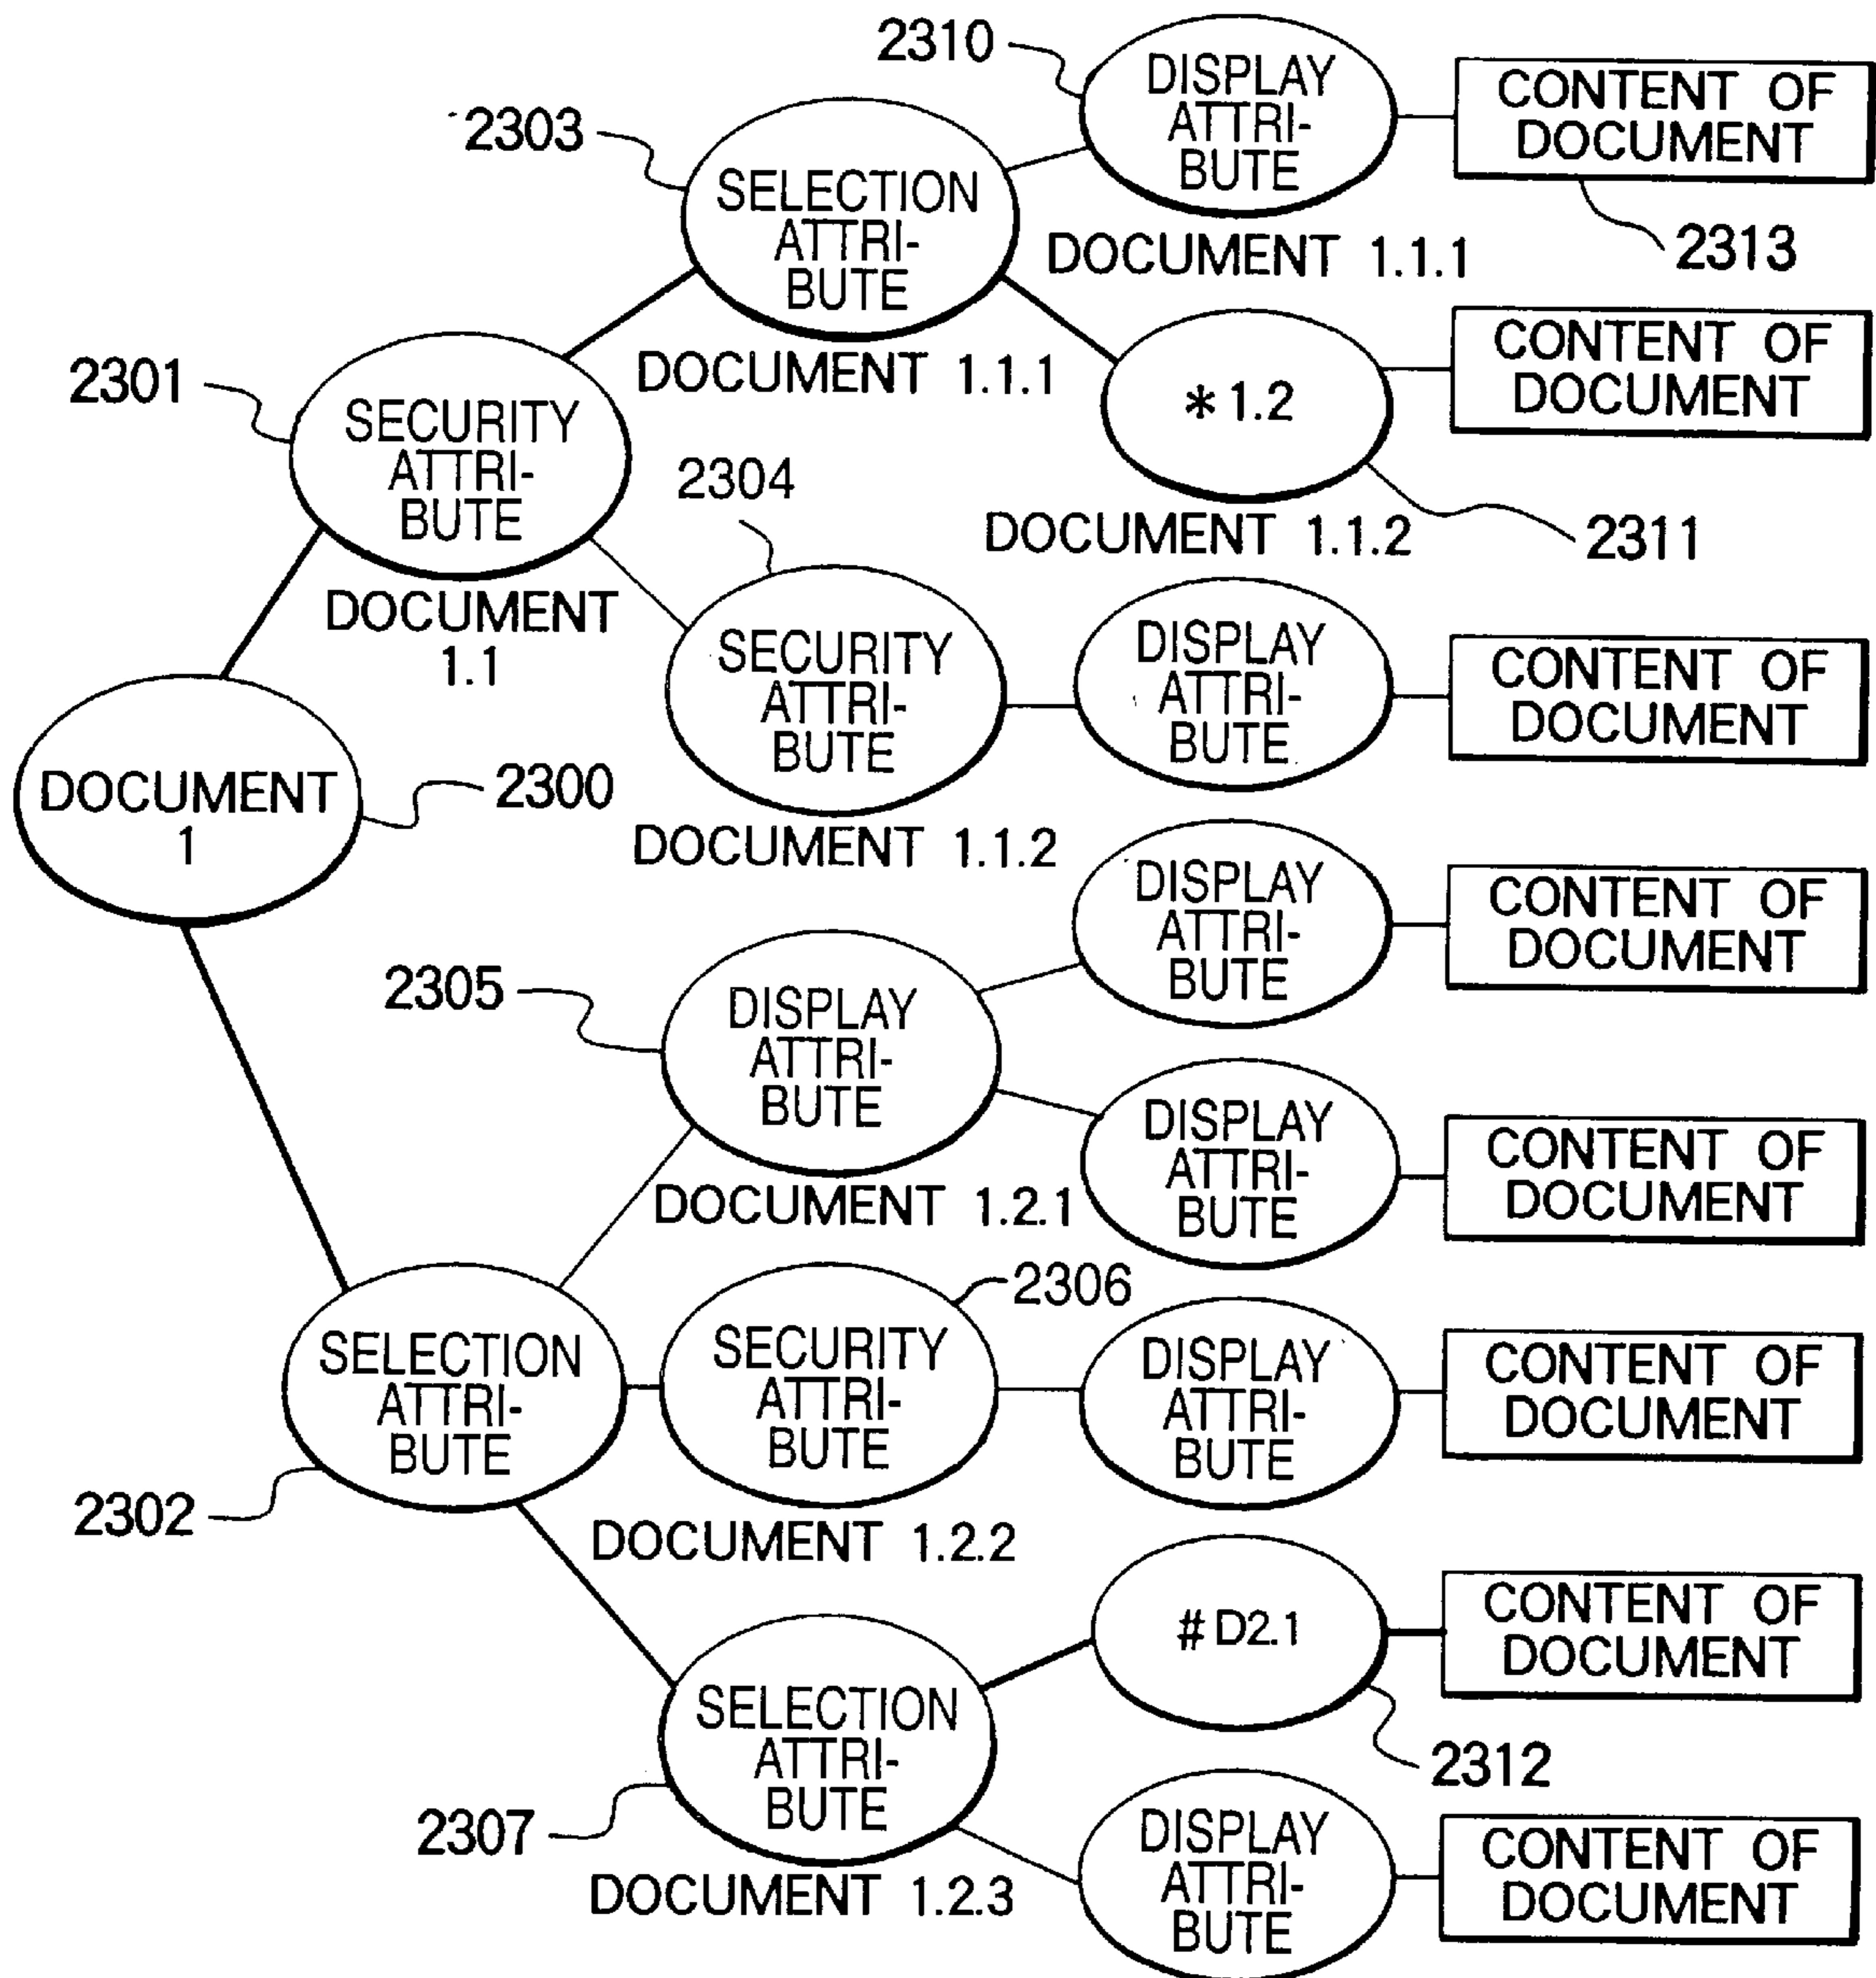 2310
DISPLAY
ATTRI-
BUTE
CONTENT OF
DOCUMENT
2303
SELECTION
ATTRI-
BUTE
DOCUMENT 1.1.1
2313
DOCUMENT 1.1.1
2301
SECURITY
ATTRI-
BUTE
*1.2
CONTENT OF
DOCUMENT
2304
DOCUMENT 1.1.2
2311
DOCUMENT
1.1
SECURITY
ATTRI-
BUTE
DISPLAY
ATTRI-
BUTE
CONTENT OF
DOCUMENT
DOCUMENT
1
2300
DOCUMENT 1.1.2
DISPLAY
ATTRI-
BUTE
CONTENT OF
DOCUMENT
2305
DISPLAY
ATTRI-
BUTE
DISPLAY
ATTRI-
BUTE
CONTENT OF
DOCUMENT
DOCUMENT 1.2.1
2306
SELECTION
ATTRI-
BUTE
SECURITY
ATTRI-
BUTE
DISPLAY
ATTRI-
BUTE
CONTENT OF
DOCUMENT
2302
DOCUMENT 1.2.2
#D2.1
CONTENT OF
DOCUMENT
SELECTION
ATTRI-
BUTE
2312
2307
DISPLAY
ATTRI-
BUTE
CONTENT OF
DOCUMENT
DOCUMENT 1.2.3